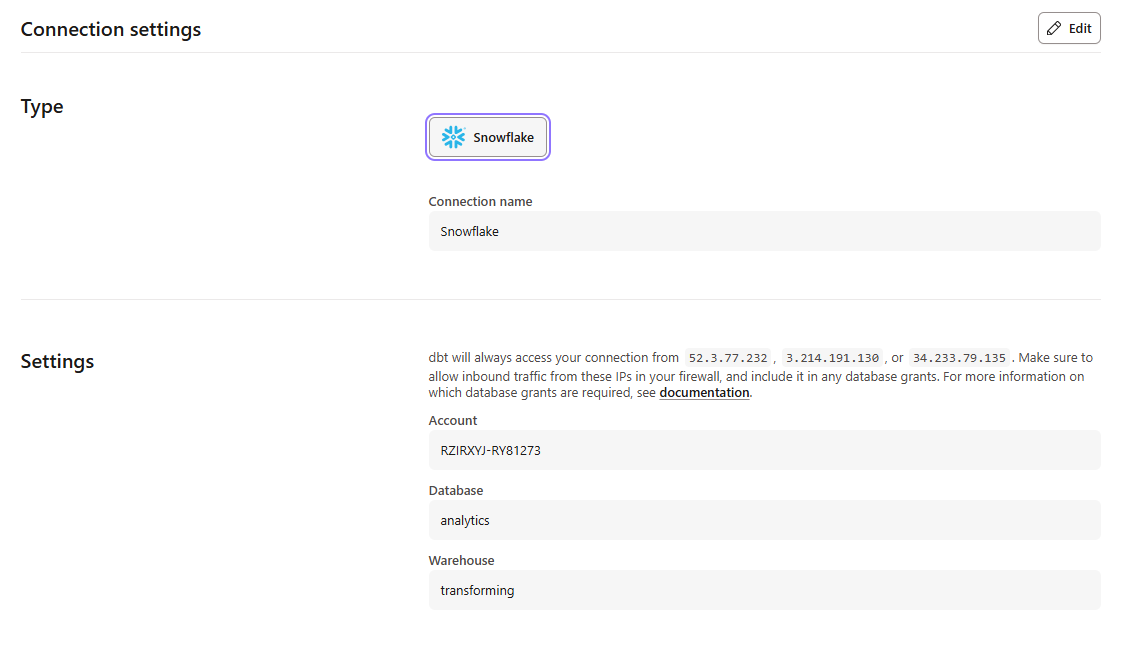 Connection settings
Edit
Type
Snowflake
Connection name
Snowflake
Settings
dbt will always access your connection from 52.3.77.232 , 3.214.191.130 , or 34.233.79.135 . Make sure to
allow inbound traffic from these IPs in your firewall, and include it in any database grants. For more information on
which database grants are required, see documentation.
Account
RZIRXYJ-RY81273
Database
analytics
Warehouse
transforming